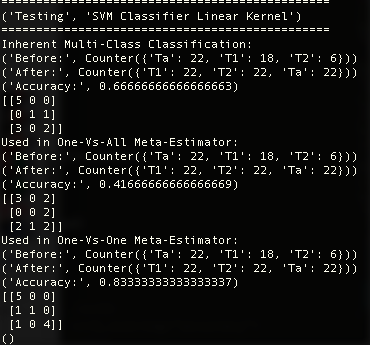 ================================================
('Testing', 'SVM Classifier Linear Kernel')
================================================
Inherent Multi-Class Classification:
('Before:', Counter({'Ta': 22, 'T1': 18, 'T2': 6}))
('After:', Counter({'T1': 22, 'T2': 22, 'Ta': 22}))
('Accuracy:', 0.66666666666666663)
[[5 0 0]
 [0 1 1]
 [3 0 2]]
Used in One-Vs-All Meta-Estimator:
('Before:', Counter({'Ta': 22, 'T1': 18, 'T2': 6}))
('After:', Counter({'T1': 22, 'T2': 22, 'Ta': 22}))
('Accuracy:', 0.41666666666666669)
[[3 0 2]
 [0 0 2]
 [2 1 2]]
Used in One-Vs-One Meta-Estimator:
('Before:', Counter({'Ta': 22, 'T1': 18, 'T2': 6}))
('After:', Counter({'T1': 22, 'T2': 22, 'Ta': 22}))
('Accuracy:', 0.83333333333333337)
[[5 0 0]
 [1 1 0]
 [1 0 4]]
()